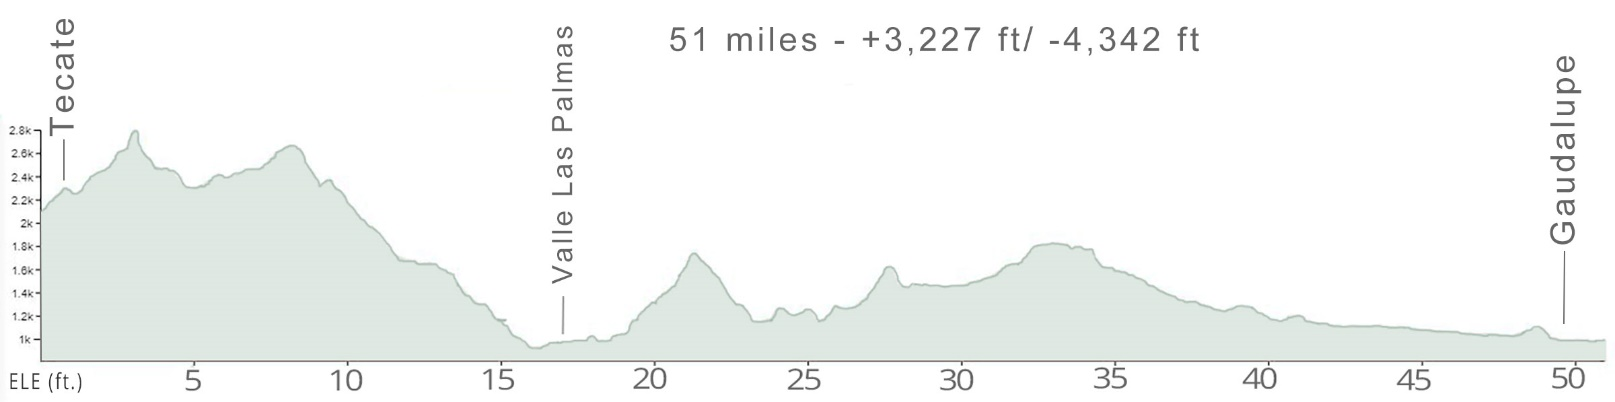 51 miles - +3,227 ft/ -4,342 ft
Tecate
Valle Las Palmas
Gaudalupe
2.8k
2.6k
2.4k
2.2k
2k
1.8k
1.6k
1.4k
1.2k
1k
ELE (ft.)
5 10 15 20 25 30 35 40 45 50